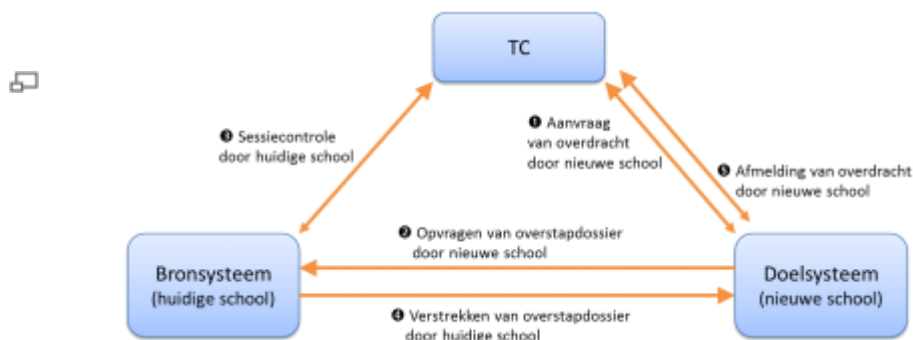 TC
❸ Sessiecontrole
door huidige school
❶ Aanvraag
van overdracht
door nieuwe school
❺ Afmelding van overdracht
door nieuwe school
❷ Opvragen van overstapdossier
door nieuwe school
Bronsysteem
(huidige school)
Doelsysteem
(nieuwe school)
❹ Verstrekken van overstapdossier
door huidige school